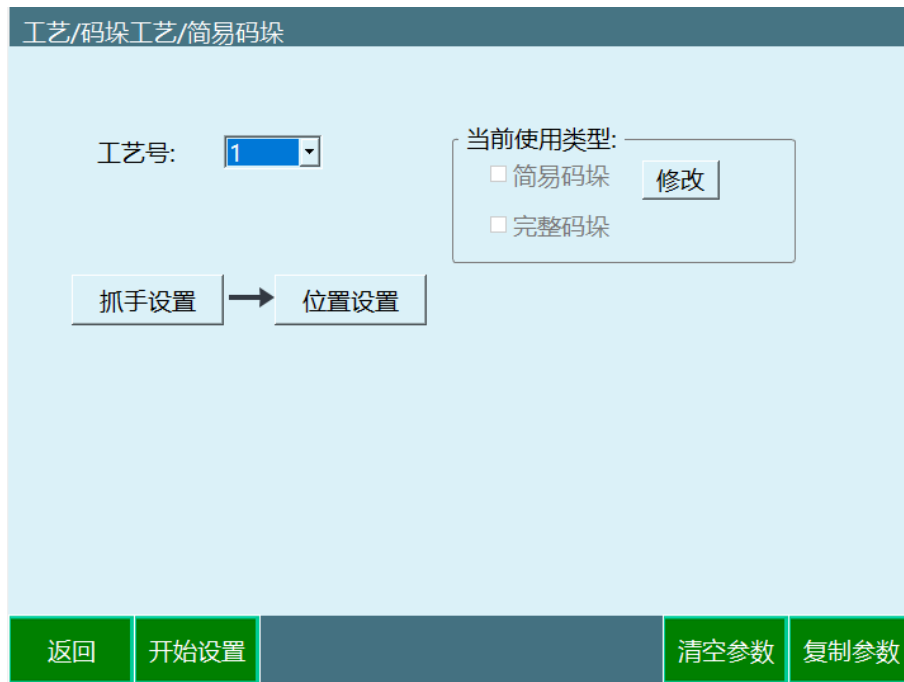 工艺/码垛工艺/简易码垛
工艺号: 1
当前使用类型:
简易码垛 修改
完整码垛
抓手设置 位置设置
返回 开始设置 清空参数 复制参数